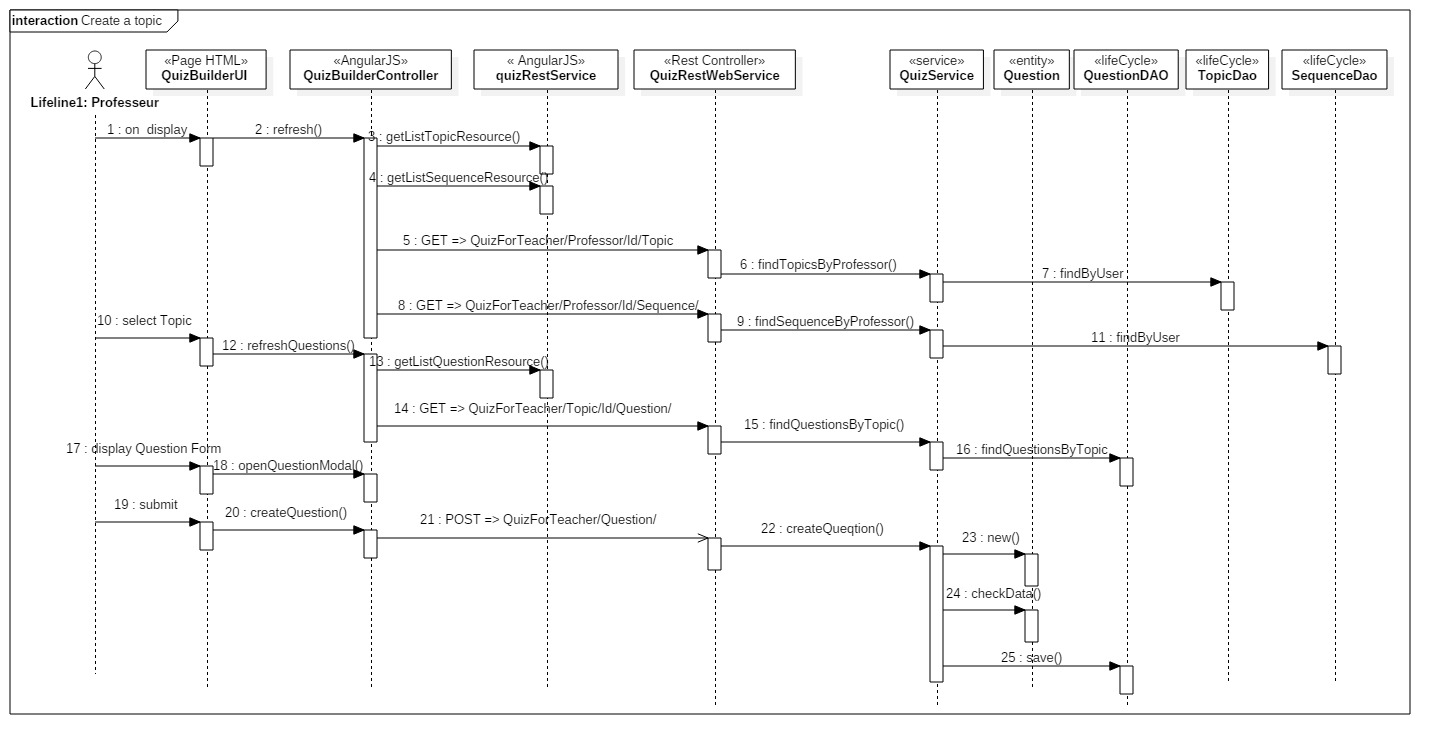 interaction Create a topic
«Page HTML»
QuizBuilderUI
«AngularJS»
QuizBuilderController
« AngularJS»
quizRestService
«Rest Controller»
QuizRestWebService
«service»
QuizService
«entity»
Question
«lifeCycle»
QuestionDAO
«lifeCycle»
TopicDao
«lifeCycle»
SequenceDao
Lifeline1: Professeur
1 : on display
2 : refresh()
3 : getListTopicResource()
4 : getListSequenceResource()
5 : GET => QuizForTeacher/Professor/Id/Topic
6 : findTopicsByProfessor()
7 : findByUser
8 : GET => QuizForTeacher/Professor/Id/Sequence/
9 : findSequenceByProfessor()
10 : select Topic
11 : findByUser
12 : refreshQuestions()
13 : getListQuestionResource()
14 : GET => QuizForTeacher/Topic/Id/Question/
15 : findQuestionsByTopic()
16 : findQuestionsByTopic
17 : display Question Form
18 : openQuestionModal()
19 : submit
20 : createQuestion()
21 : POST => QuizForTeacher/Question/
22 : createQueqtion()
23 : new()
24 : checkData()
25 : save()